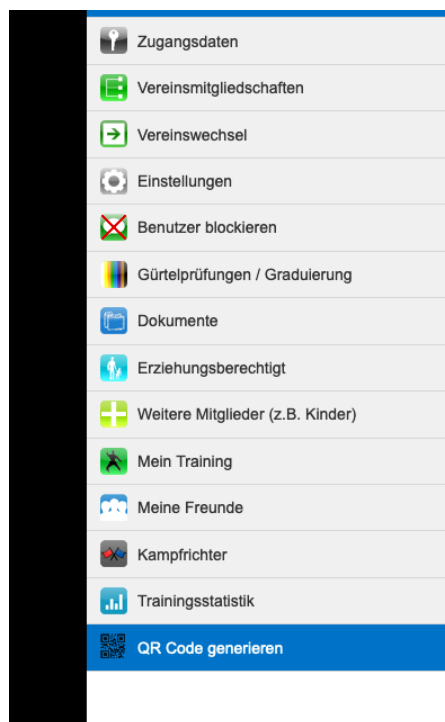 Zugangsdaten
Vereinsmitgliedschaften
Vereinswechsel
Einstellungen
Benutzer blockieren
Gürtelprüfungen / Graduierung
Dokumente
Erziehungsberechtigt
Weitere Mitglieder (z.B. Kinder)
Mein Training
Meine Freunde
Kampfrichter
Trainingsstatistik
QR Code generieren